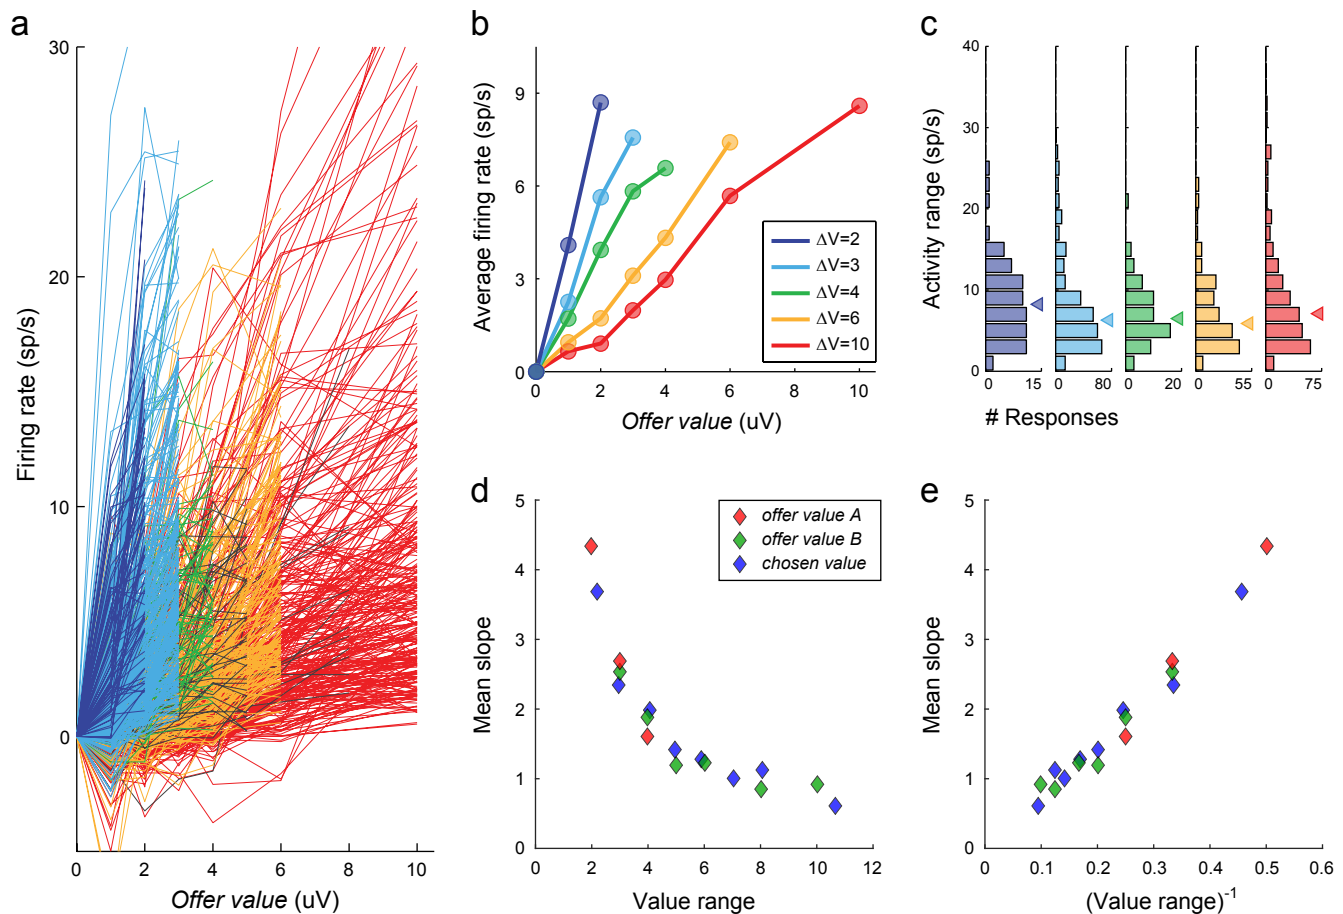 a
30
20
10
0
Firing rate (sp/s)
0 2 4 6 8 10
Offer value (uV)
b
9
6
3
0
Average firing rate (sp/s)
ΔV=2
ΔV=3
ΔV=4
ΔV=6
ΔV=10
0 2 4 6 8 10
Offer value (uV)
c
40
30
20
10
0
Activity range (sp/s)
0 15 0 80 0 20 0 55 0 75
# Responses
d
5
4
3
2
1
0
Mean slope
offer value A
offer value B
chosen value
0 2 4 6 8 10 12
Value range
e
5
4
3
2
1
0
Mean slope
0 0.1 0.2 0.3 0.4 0.5 0.6
(Value range)-1